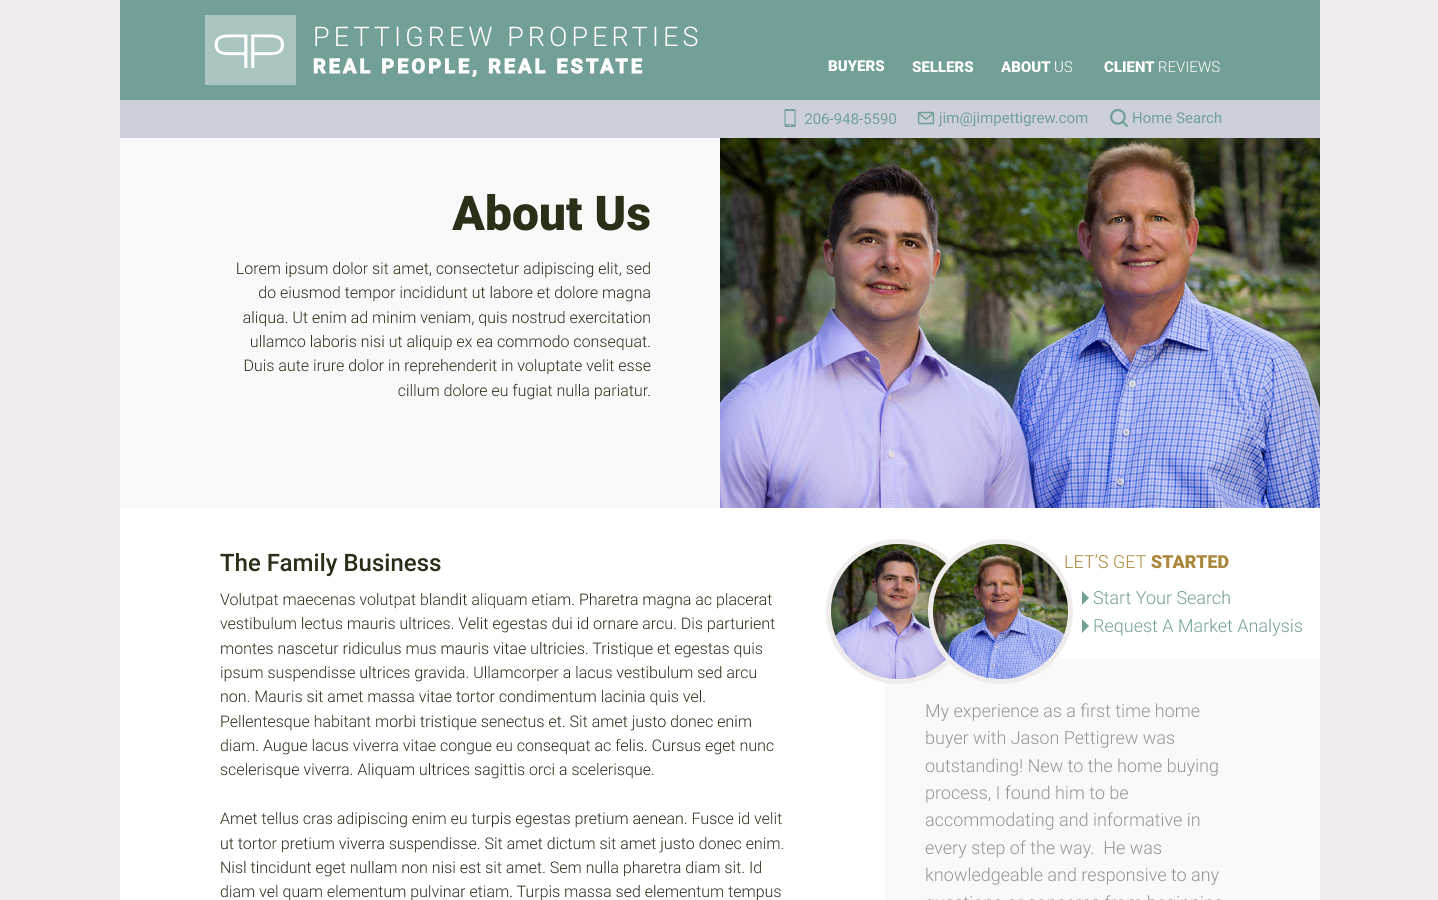 PETTIGREW PROPERTIES
REAL PEOPLE, REAL ESTATE
BUYERS SELLERS ABOUT US CLIENT REVIEWS
206-948-5590 jim@jimpettigrew.com Home Search
About Us
Lorem ipsum dolor sit amet, consectetur adipiscing elit, sed
do eiusmod tempor incididunt ut labore et dolore magna
aliqua. Ut enim ad minim veniam, quis nostrud exercitation
ullamco laboris nisi ut aliquip ex ea commodo consequat.
Duis aute irure dolor in reprehenderit in voluptate velit esse
cillum dolore eu fugiat nulla pariatur.
The Family Business
Volutpat maecenas volutpat blandit aliquam etiam. Pharetra magna ac placerat
vestibulum lectus mauris ultrices. Velit egestas dui id ornare arcu. Dis parturient
montes nascetur ridiculus mus mauris vitae ultricies. Tristique et egestas quis
ipsum suspendisse ultrices gravida. Ullamcorper a lacus vestibulum sed arcu
non. Mauris sit amet massa vitae tortor condimentum lacinia quis vel.
Pellentesque habitant morbi tristique senectus et. Sit amet justo donec enim
diam. Augue lacus viverra vitae congue eu consequat ac felis. Cursus eget nunc
scelerisque viverra. Aliquam ultrices sagittis orci a scelerisque.
Amet tellus cras adipiscing enim eu turpis egestas pretium aenean. Fusce id velit
ut tortor pretium viverra suspendisse. Sit amet dictum sit amet justo donec enim.
Nisl tincidunt eget nullam non nisi est sit amet. Sem nulla pharetra diam sit. Id
diam vel quam elementum pulvinar etiam. Turpis massa sed elementum tempus
LET'S GET STARTED
Start Your Search
Request A Market Analysis
My experience as a first time home
buyer with Jason Pettigrew was
outstanding! New to the home buying
process, I found him to be
accommodating and informative in
every step of the way. He was
knowledgeable and responsive to any
questions or concerns from beginning